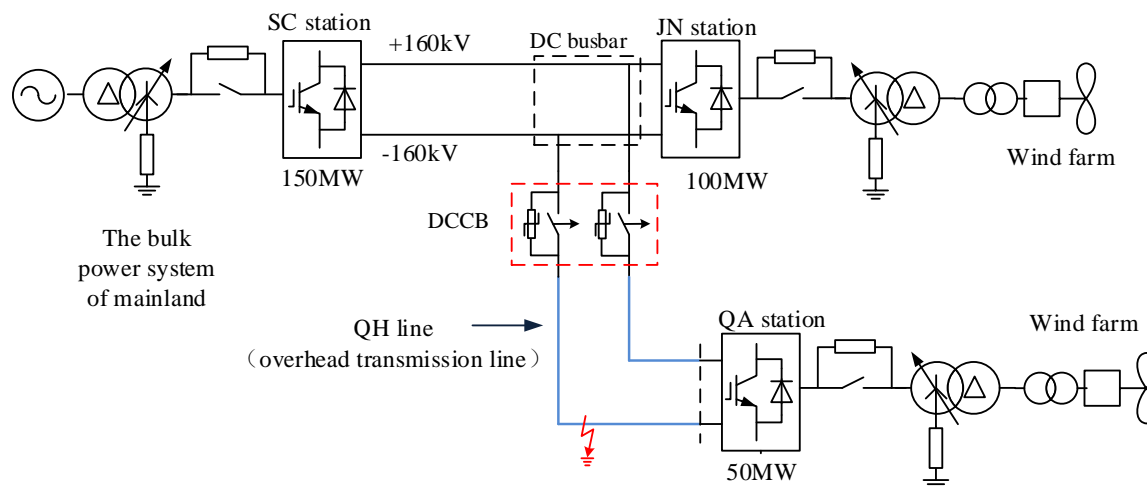 SC station
+160kV
DC busbar
JN station
-160kV
150MW
100MW
Wind farm
DCCB
The bulk
power system
of mainland
QH line
（overhead transmission line）
QA station
Wind farm
50MW